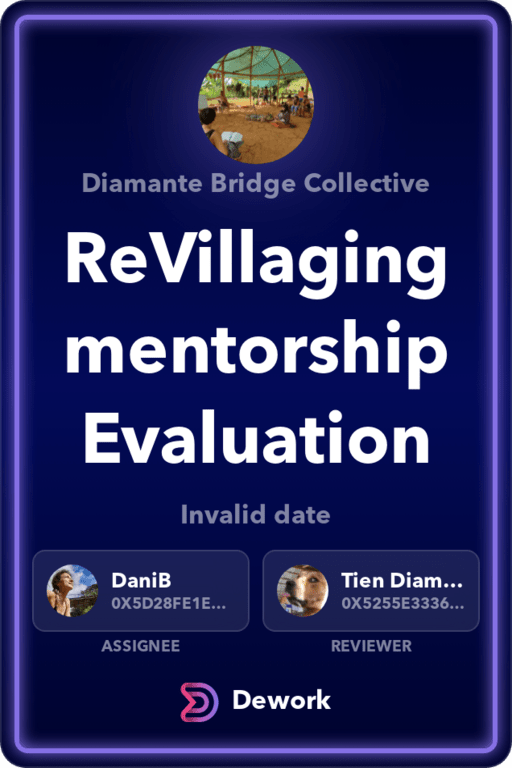 Diamante Bridge Collective
ReVillaging
mentorship
Evaluation
Invalid date
DaniB
0X5D28FE1E...
Tien Diam...
0X5255E3336...
ASSIGNEE
REVIEWER
Dework